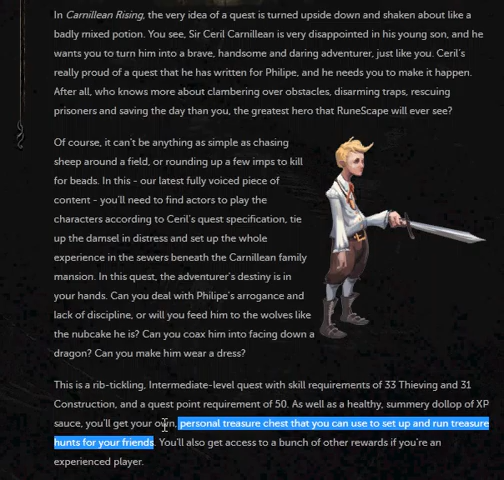 In Carnillean Rising, the very idea of a quest is turned upside down and shaken about like a
badly mixed potion. You see, Sir Ceril Carnillean is very disappointed in his young son, and he
wants you to turn him into a brave, handsome and daring adventurer, just like you. Ceril's
really proud of a quest that he has written for Philipe, and he needs you to make it happen.
After all, who knows more about clambering over obstacles, disarming traps, rescuing
prisoners and saving the day than you, the greatest hero that RuneScape will ever see?
Of course, it can't be anything as simple as chasing
sheep around a field, or rounding up a few imps to kill
for beads. In this - our latest fully voiced piece of
content - you'll need to find actors to play the
characters according to Ceril's quest specification, tie
up the damsel in distress and set up the whole
experience in the sewers beneath the Carnillean family
mansion. In this quest, the adventurer's destiny is in
your hands. Can you deal with Philipe's arrogance and
lack of discipline, or will you feed him to the wolves like
the nubcake he is? Can you coax him into facing down a
dragon? Can you make him wear a dress?
This is a rib-tickling, Intermediate-level quest with skill requirements of 33 Thieving and 31
Construction, and a quest point requirement of 50. As well as a healthy, summery dollop of XP
sauce, you'll get your own, personal treasure chest that you can use to set up and run treasure
hunts for your friends. You'll also get access to a bunch of other rewards if you're an
experienced player.